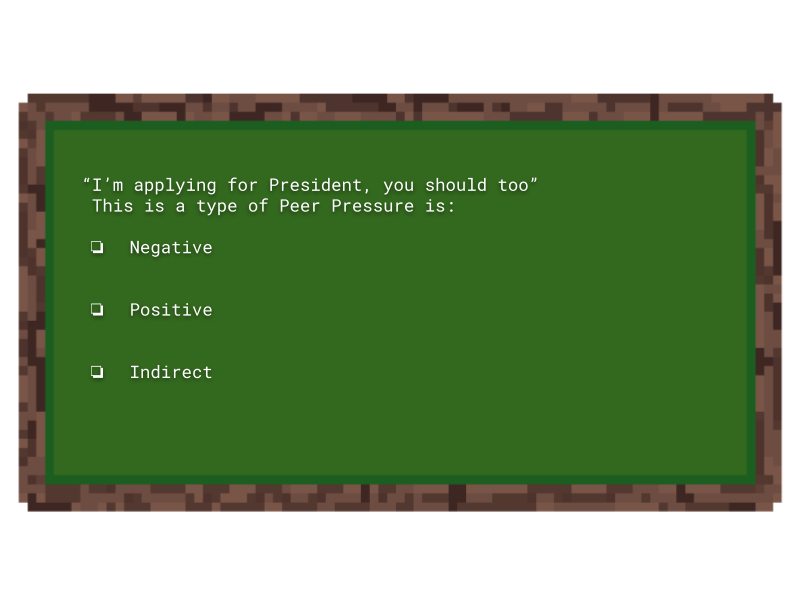 “I’m applying for President, you should too”
This is a type of Peer Pressure is:
❏ Negative
❏ Positive
❏ Indirect